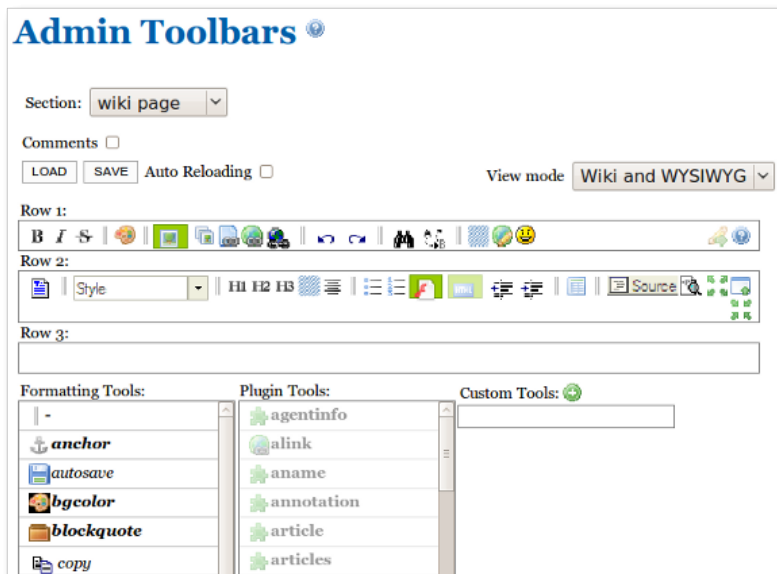 Admin Toolbars
Section: wiki page
Comments
LOAD SAVE Auto Reloading
View mode Wiki and WYSIWYG
Row 1:
B I S
Row 2:
Style H1 H2 H3 Source
Row 3:
Formatting Tools: Plugin Tools: Custom Tools:
- agentinfo
anchor alink
autosave aname
bgcolor annotation
blockquote article
copy articles